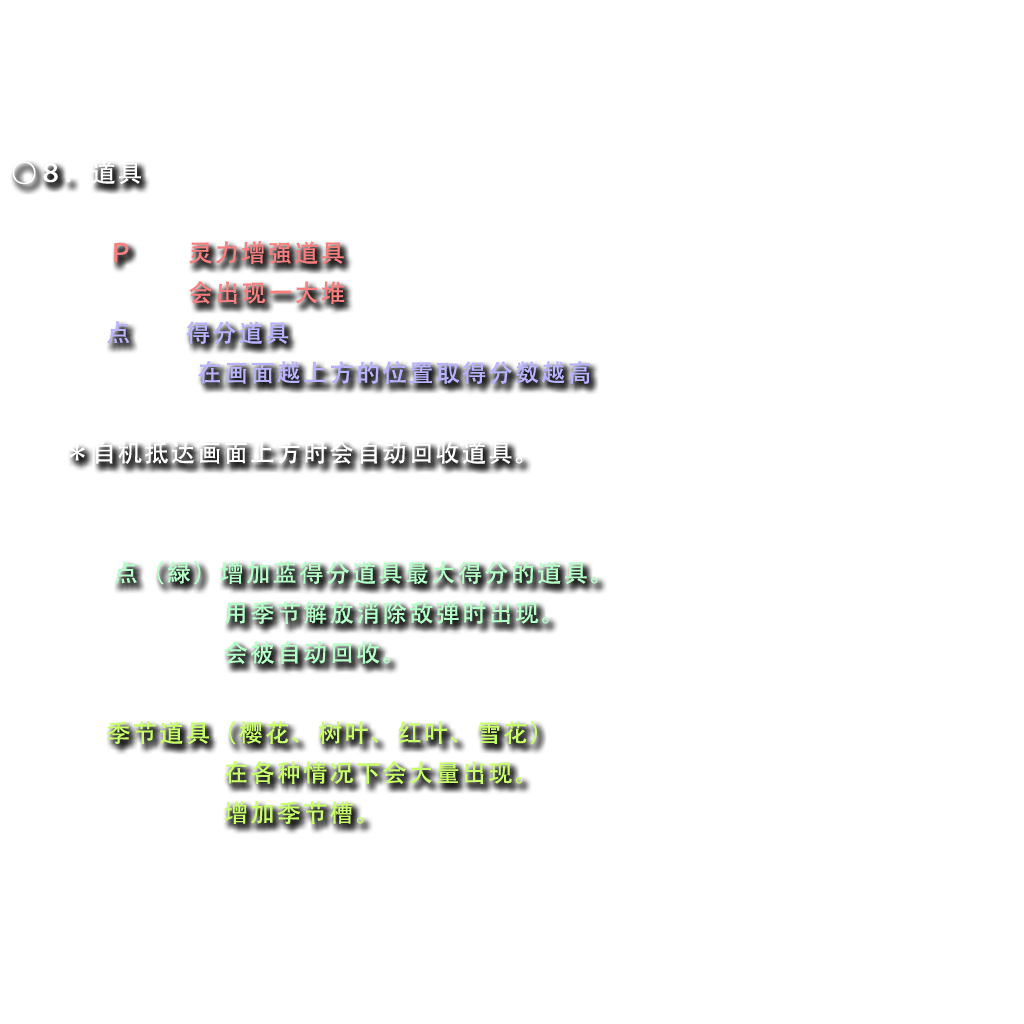 ○８．道具
Ｐ　灵力增强道具
会出现一大堆
点　得分道具
在画面越上方的位置取得分数越高
＊自机抵达画面上方时会自动回收道具。
点（緑）增加蓝得分道具最大得分的道具。
用季节解放消除敌弹时出现。
会被自动回收。
季节道具（樱花、树叶、红叶、雪花）
在各种情况下会大量出现。
增加季节槽。